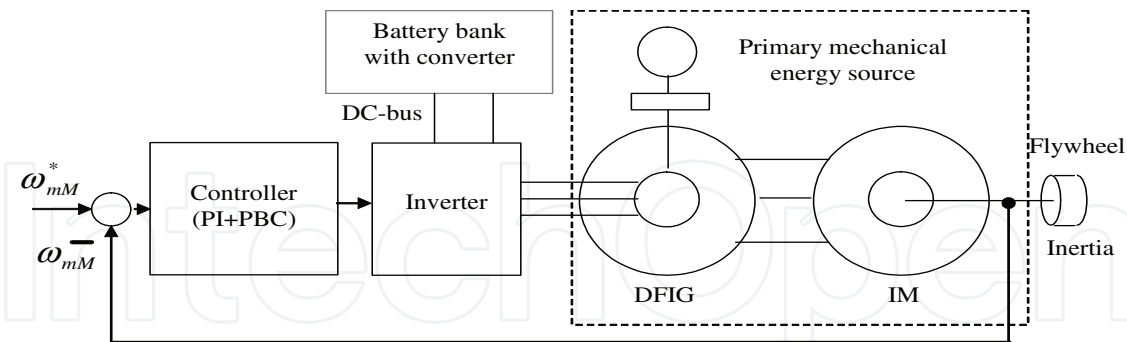 Battery bank
with converter
Primary mechanical
energy source
DC-bus
Flywheel
ω*mM
Controller
(PI+PBC)
Inverter
ωmM
Inertia
DFIG
IM
IntechOpen